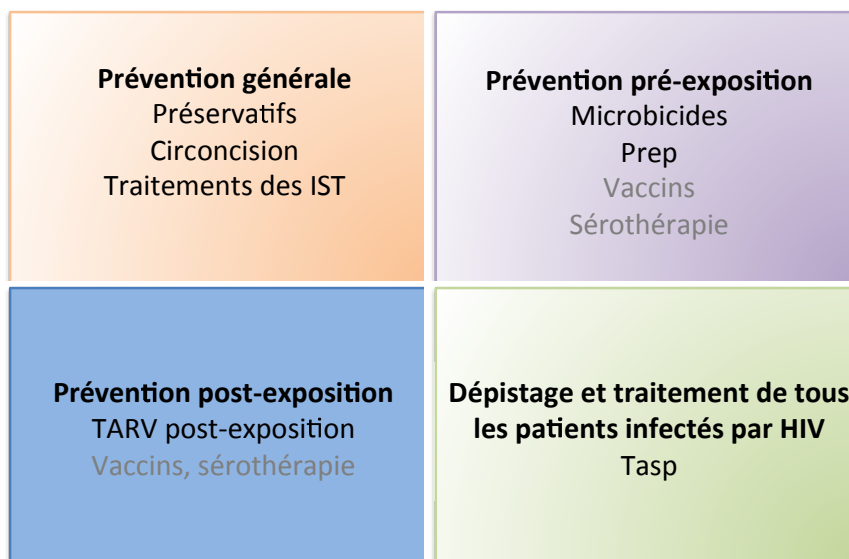 Prévention générale
Préservatifs
Circoncision
Traitements des IST
Prévention pré-exposition
Microbicides
Prep
Vaccins
Sérothérapie
Prévention post-exposition
TARV post-exposition
Vaccins, sérothérapie
Dépistage et traitement de tous
les patients infectés par HIV
Tasp